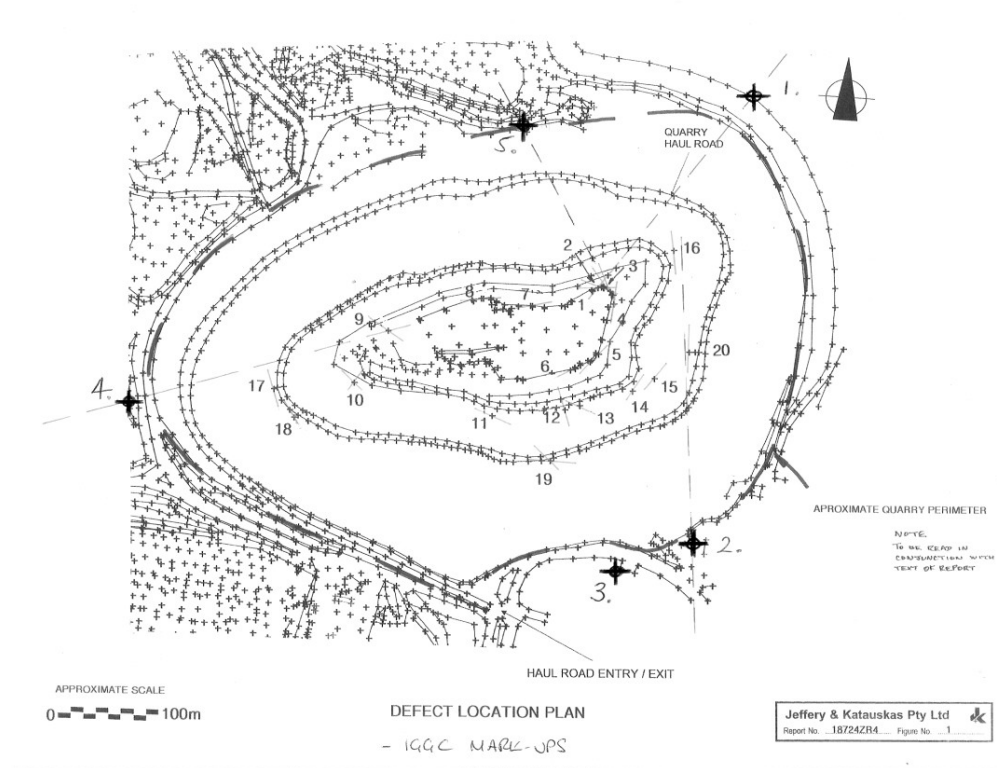 1.
QUARRY
HAUL ROAD
5.
2
16
3
8
7
1
4
9
20
5
6
17
4.
10
15
14
18
11
12
13
19
APROXIMATE QUARRY PERIMETER
NOTE
TO BE READ IN
CONJUNCTION WITH
TEXT OF REPORT
2.
3.
HAUL ROAD ENTRY / EXIT
APPROXIMATE SCALE
0 100m
DEFECT LOCATION PLAN
- IGGC MARK-UPS
Jeffery & Katauskas Pty Ltd
Report No. 18724ZR4 Figure No. 1